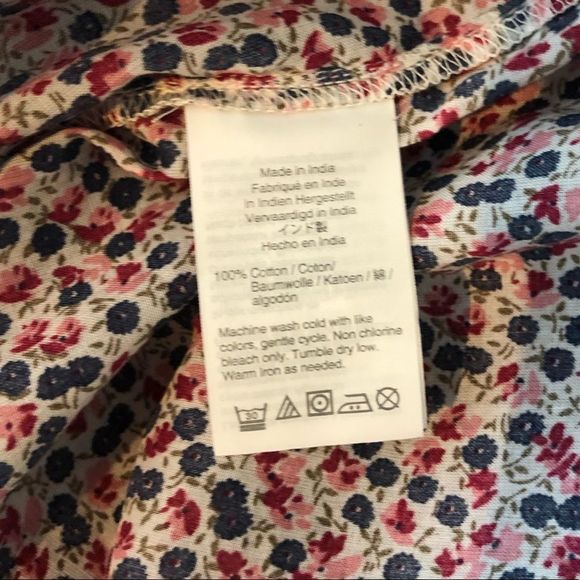 Made in India
Fabriqué en Inde
In Indien Hergestellt
Vervaardigd in India
インド製
Hecho en India
100% Cotton / Coton/
Baumwolle / Katoen / 綿 /
algodón
Machine wash cold with like
colors, gentle cycle. Non chlorine
bleach only. Tumble dry low.
Warm iron as needed.
30